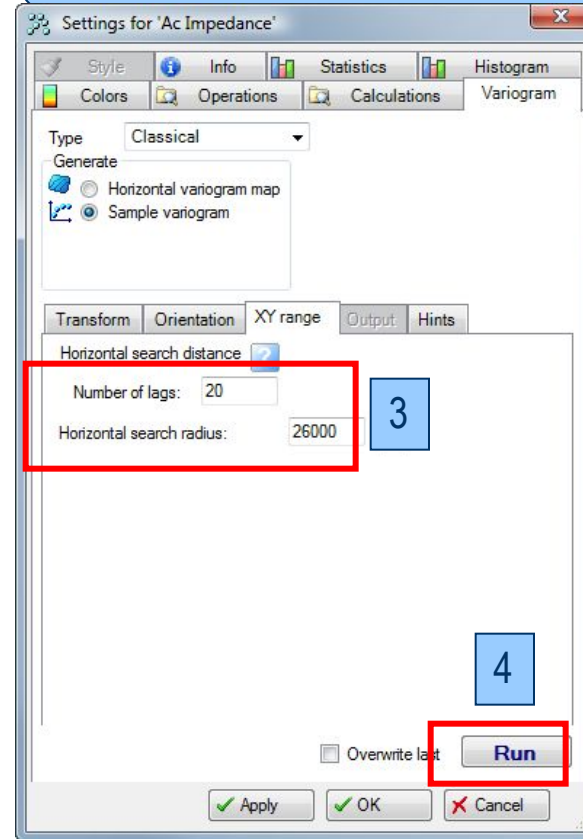 Settings for 'Ac Impedance'
Style Info Statistics Histogram
Colors Operations Calculations Variogram
Type Classical
Generate
Horizontal variogram map
Sample variogram
Transform Orientation XY range Output Hints
Horizontal search distance ?
Number of lags: 20
Horizontal search radius: 26000
3
4
Overwrite last Run
Apply OK Cancel